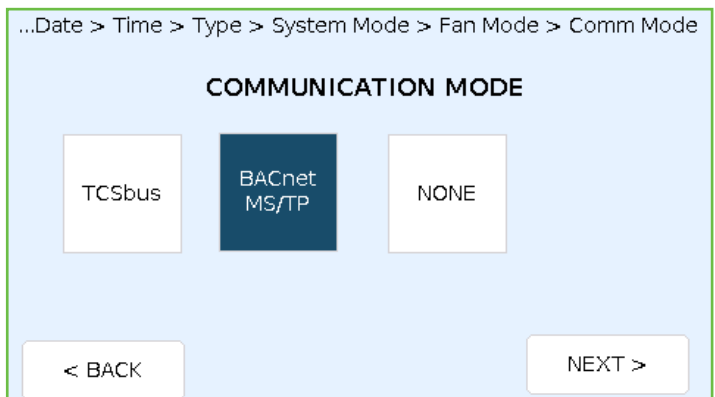 ...Date > Time > Type > System Mode > Fan Mode > Comm Mode
COMMUNICATION MODE
TCSbus
BACnet
MS/TP
NONE
< BACK
NEXT >